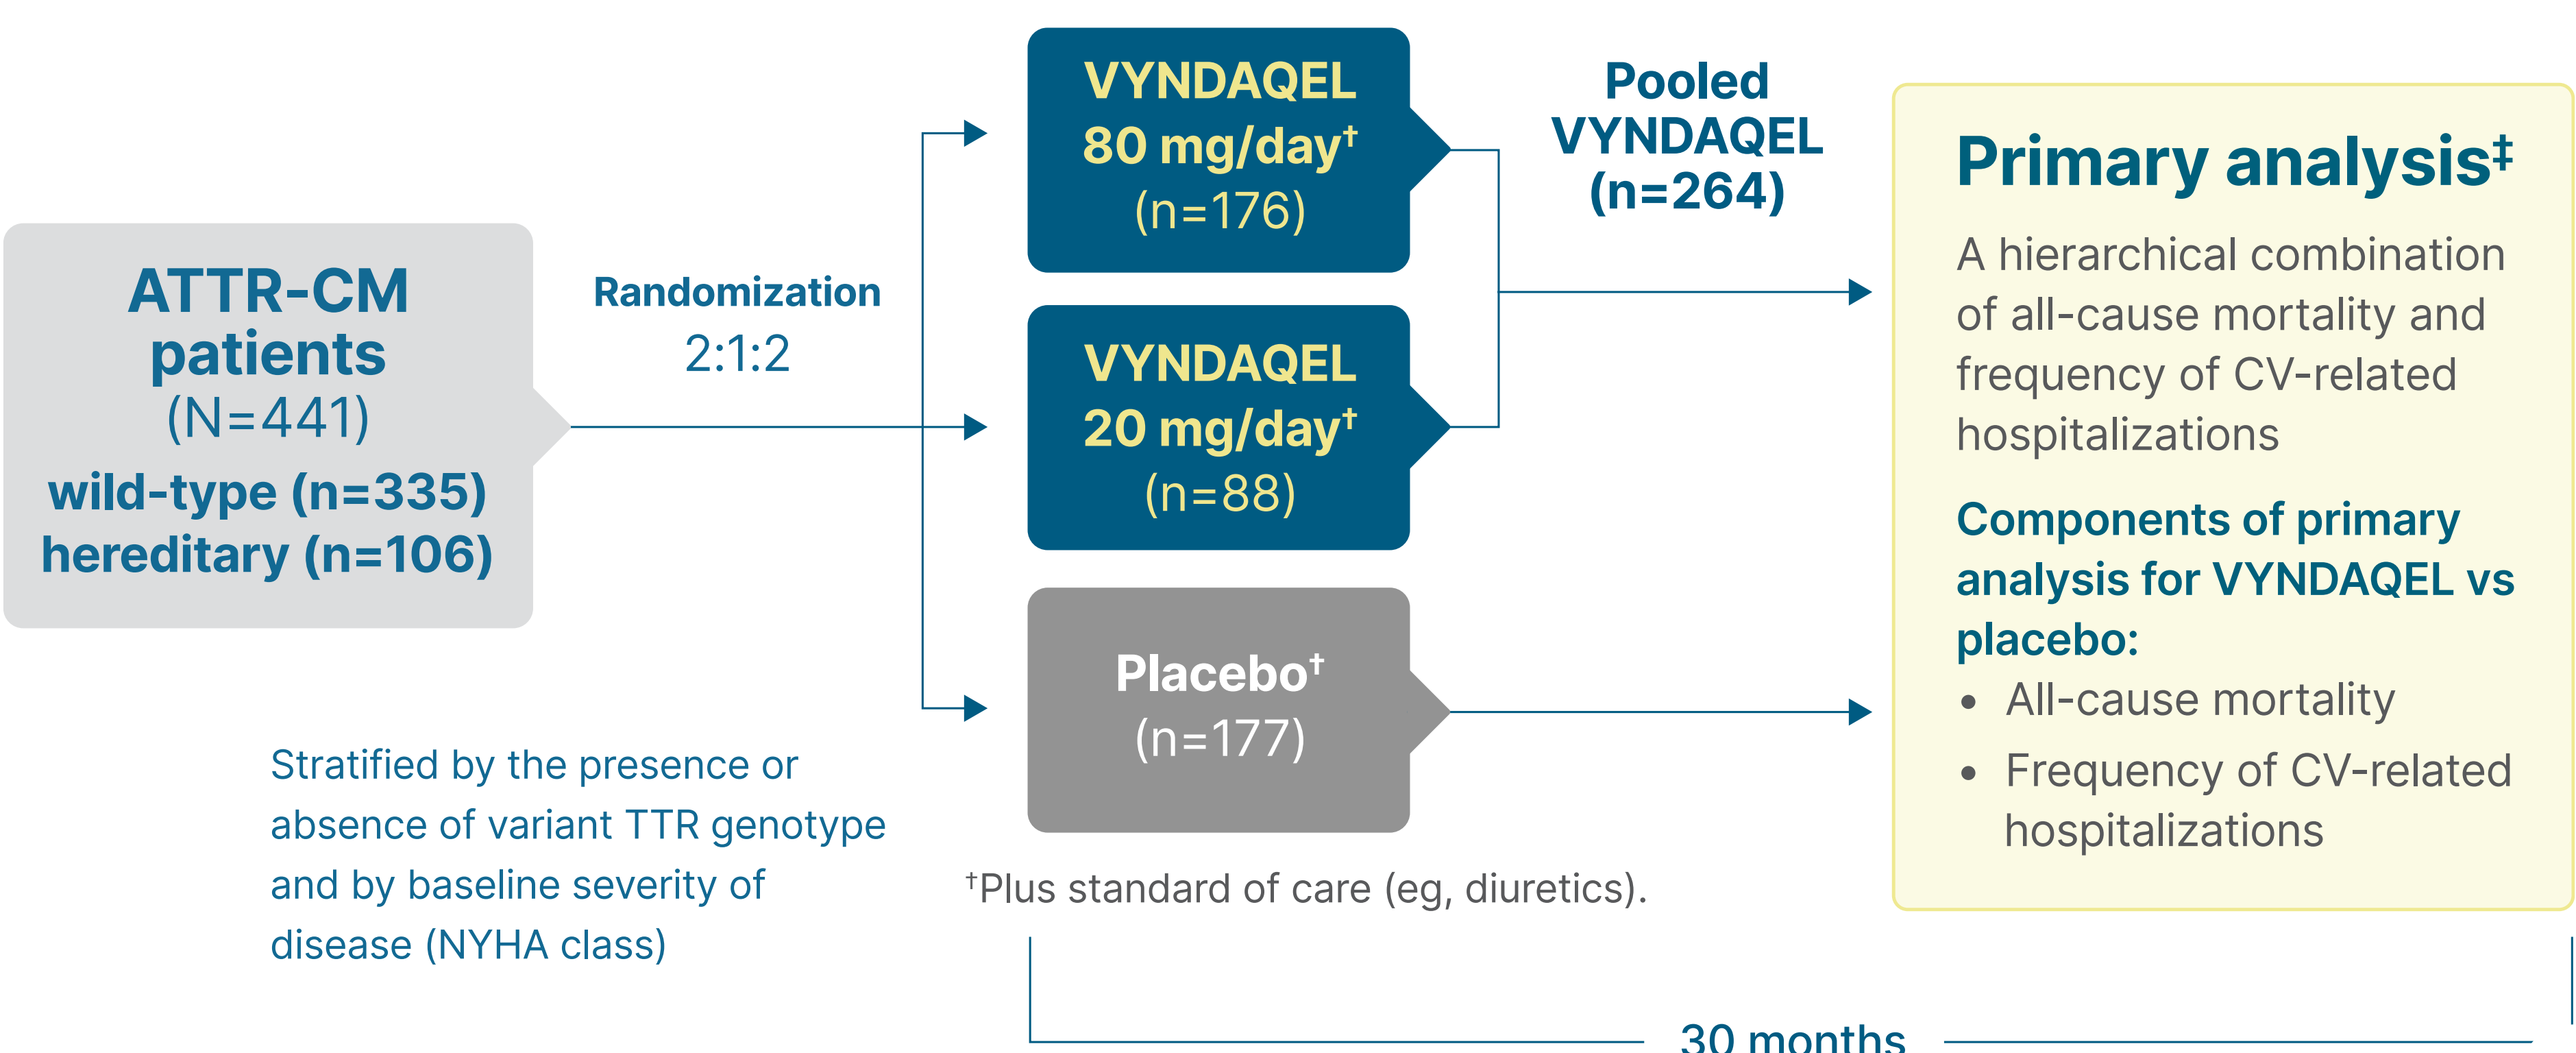 ATTR-CM
patients
(N=441)
wild-type (n=335)
hereditary (n=106)
Randomization
2:1:2
Stratified by the presence or
absence of variant TTR genotype
and by baseline severity of
disease (NYHA class)
VYNDAQEL
80 mg/day†
(n=176)
VYNDAQEL
20 mg/day†
(n=88)
Placebo†
(n=177)
†Plus standard of care (eg, diuretics).
Pooled
VYNDAQEL
(n=264)
Primary analysis‡
A hierarchical combination
of all-cause mortality and
frequency of CV-related
hospitalizations
Components of primary
analysis for VYNDAQEL vs
placebo:
• All-cause mortality
• Frequency of CV-related
hospitalizations
30 months